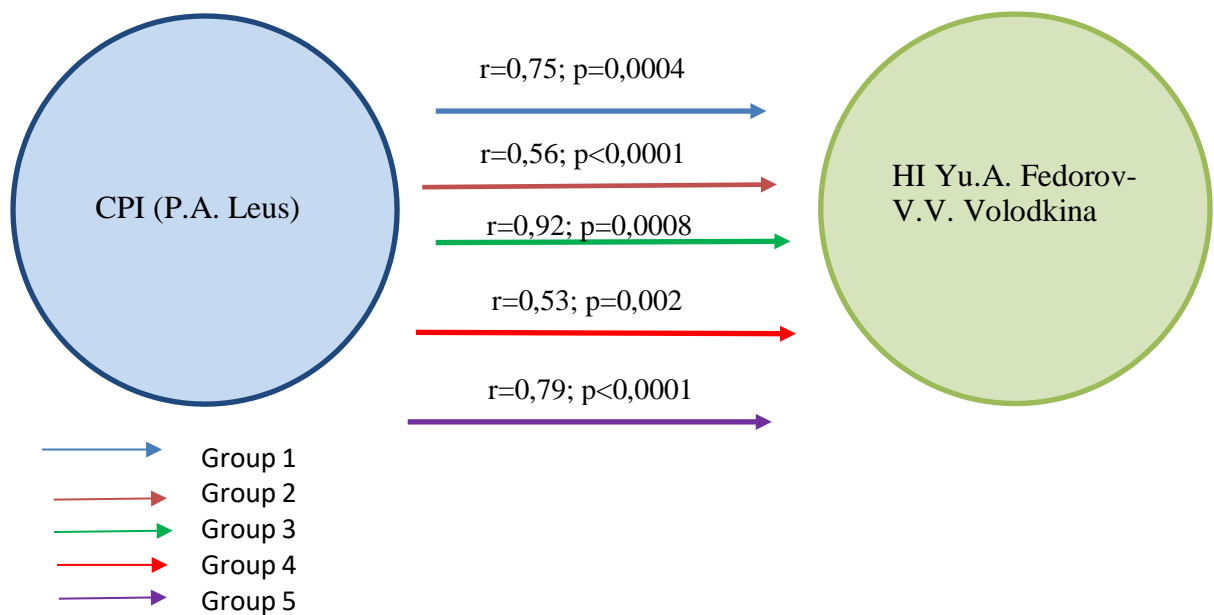 r=0,75; p=0,0004
r=0,56; p<0,0001
CPI (P.A. Leus)
HI Yu.A. Fedorov-
V.V. Volodkina
r=0,92; p=0,0008
r=0,53; p=0,002
r=0,79; p<0,0001
Group 1
Group 2
Group 3
Group 4
Group 5